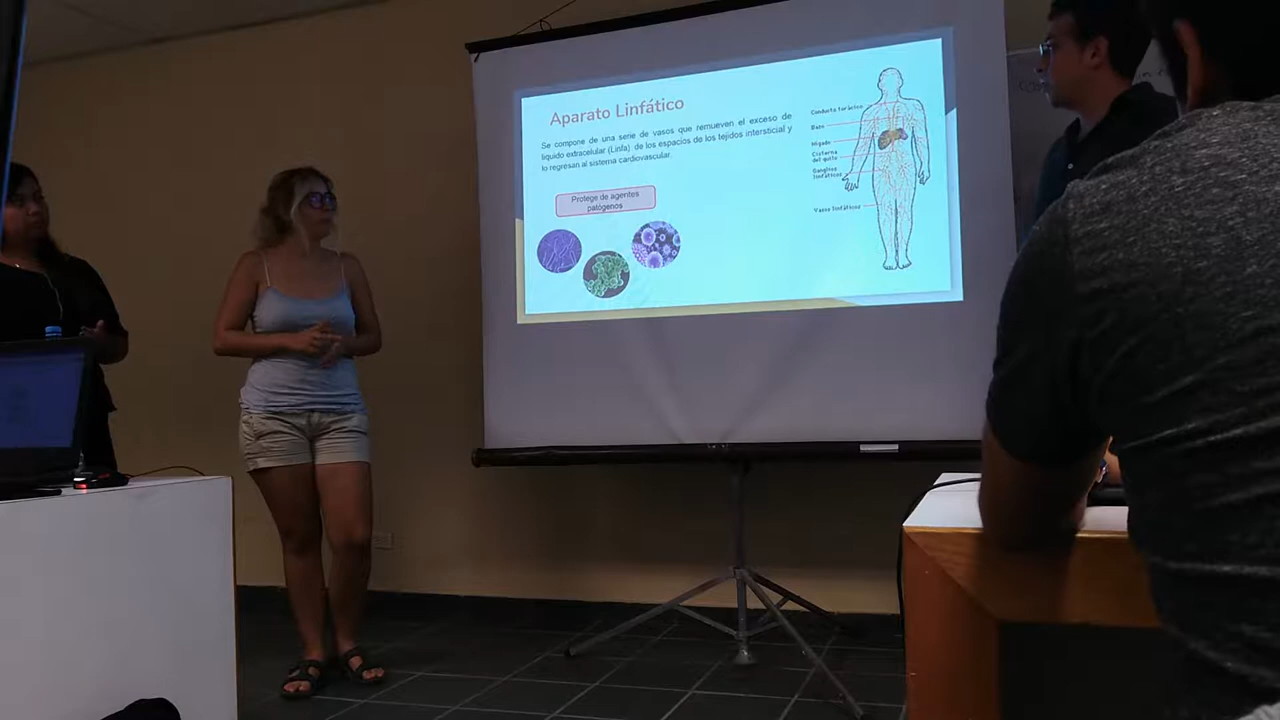 Aparato Linfático
Se compone de una serie de vasos que remueven el exceso de
líquido extracelular (Linfa) de los espacios de los tejidos intersticial y
lo regresan al sistema cardiovascular.
Protege de agentes
patógenos
Conducto torácico
Bazo
Hígado
Cisterna
del quilo
Ganglios
linfáticos
Vasos linfáticos